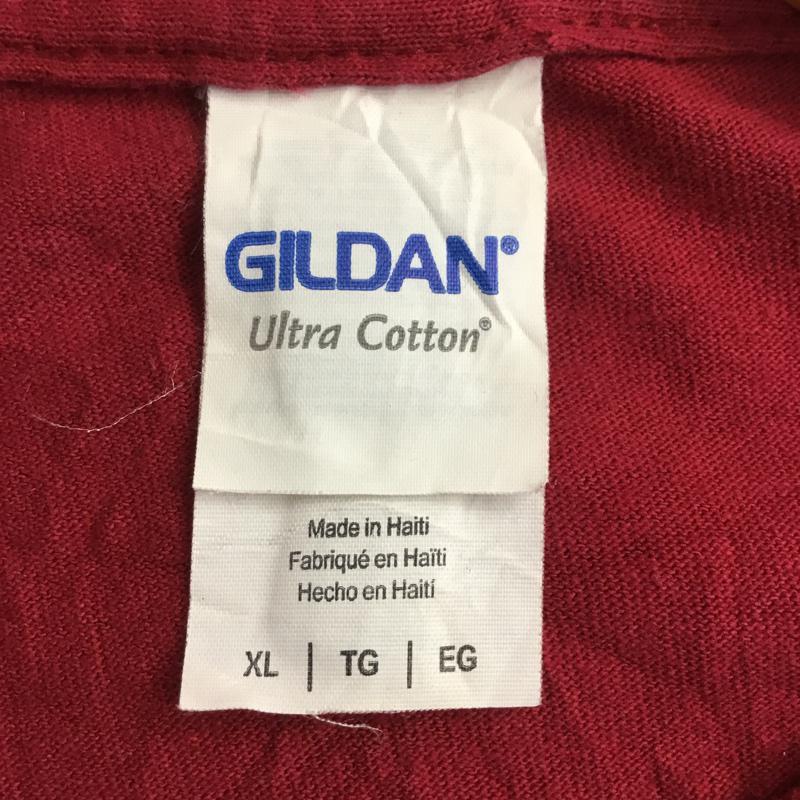 GILDAN®
Ultra Cotton®
Made in Haiti
Fabriqué en Haïti
Hecho en Haití
XL | TG | EG